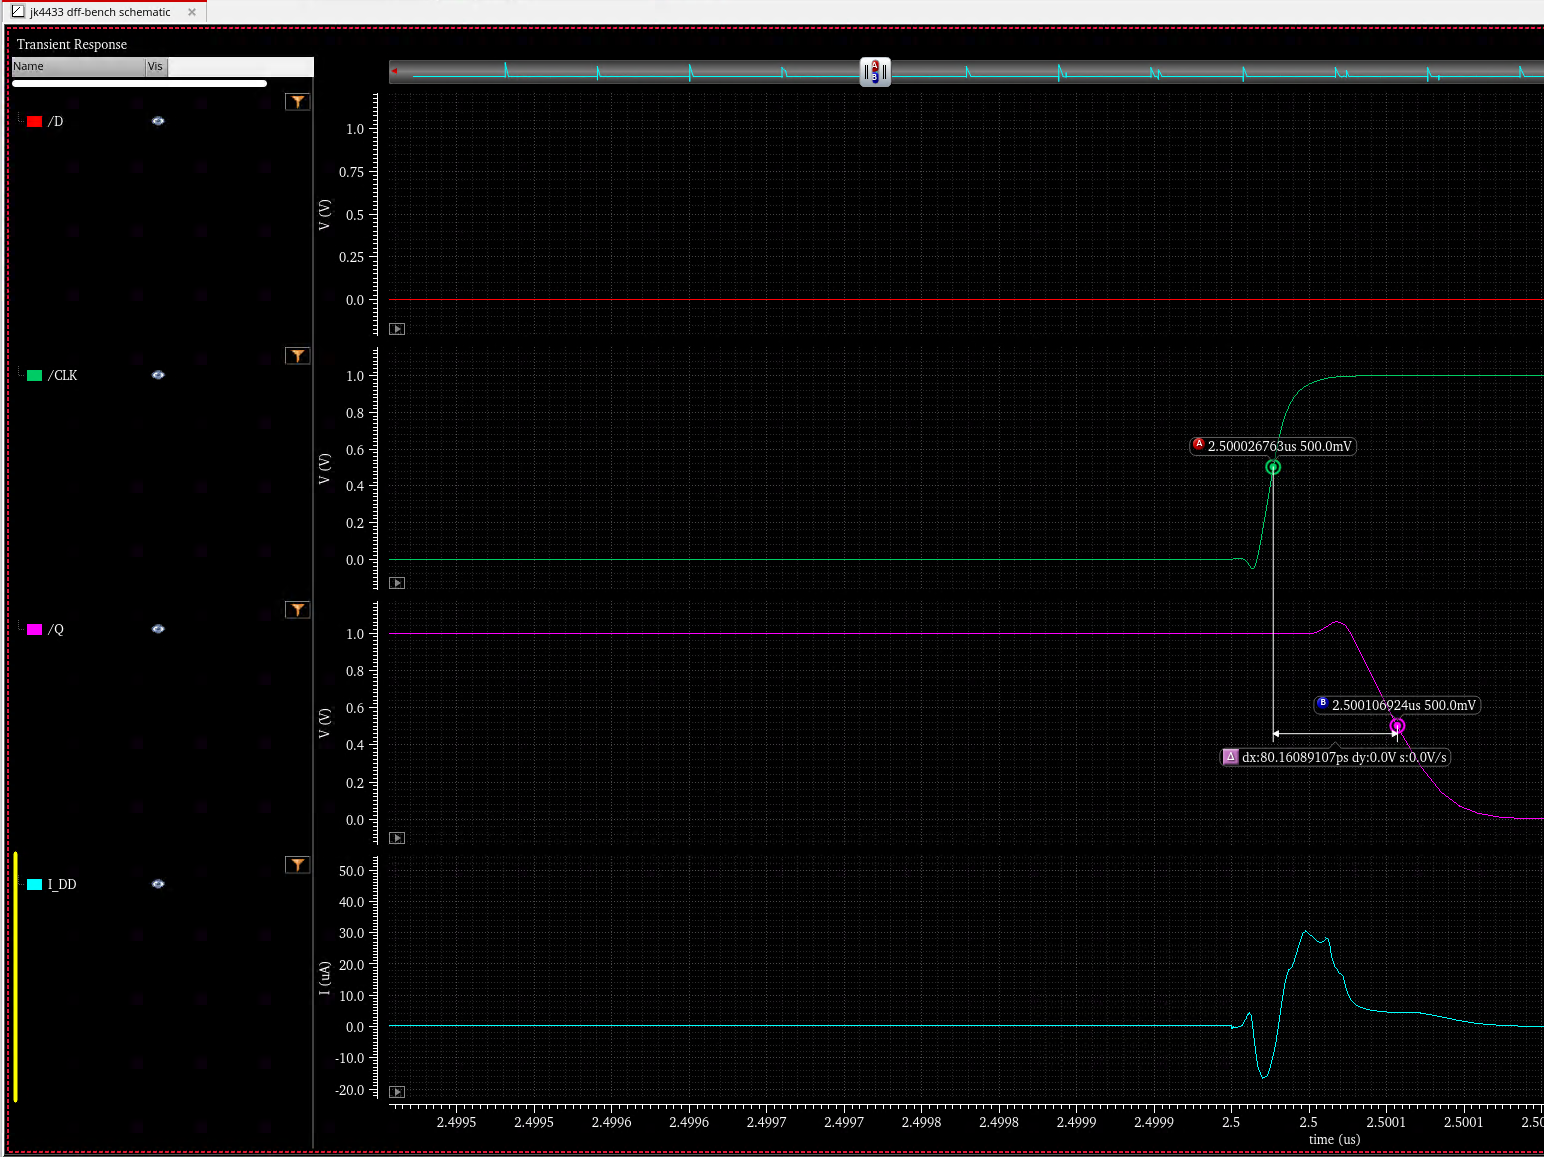 jk4433 dff-bench schematic
Transient Response
Name Vis
A
B
/D
1.0
0.75
0.5
0.25
0.0
V (V)
/CLK
1.0
0.8
0.6
0.4
0.2
0.0
V (V)
A 2.500026763us 500.0mV
/Q
1.0
0.8
0.6
0.4
0.2
0.0
V (V)
B 2.500106924us 500.0mV
Δ dx:80.16089107ps dy:0.0V s:0.0V/s
I_DD
50.0
40.0
30.0
20.0
10.0
0.0
-10.0
-20.0
I (uA)
2.4995 2.4995 2.4996 2.4996 2.4997 2.4997 2.4998 2.4998 2.4999 2.4999 2.5 2.5 2.5001 2.5001 2.50
time (us)